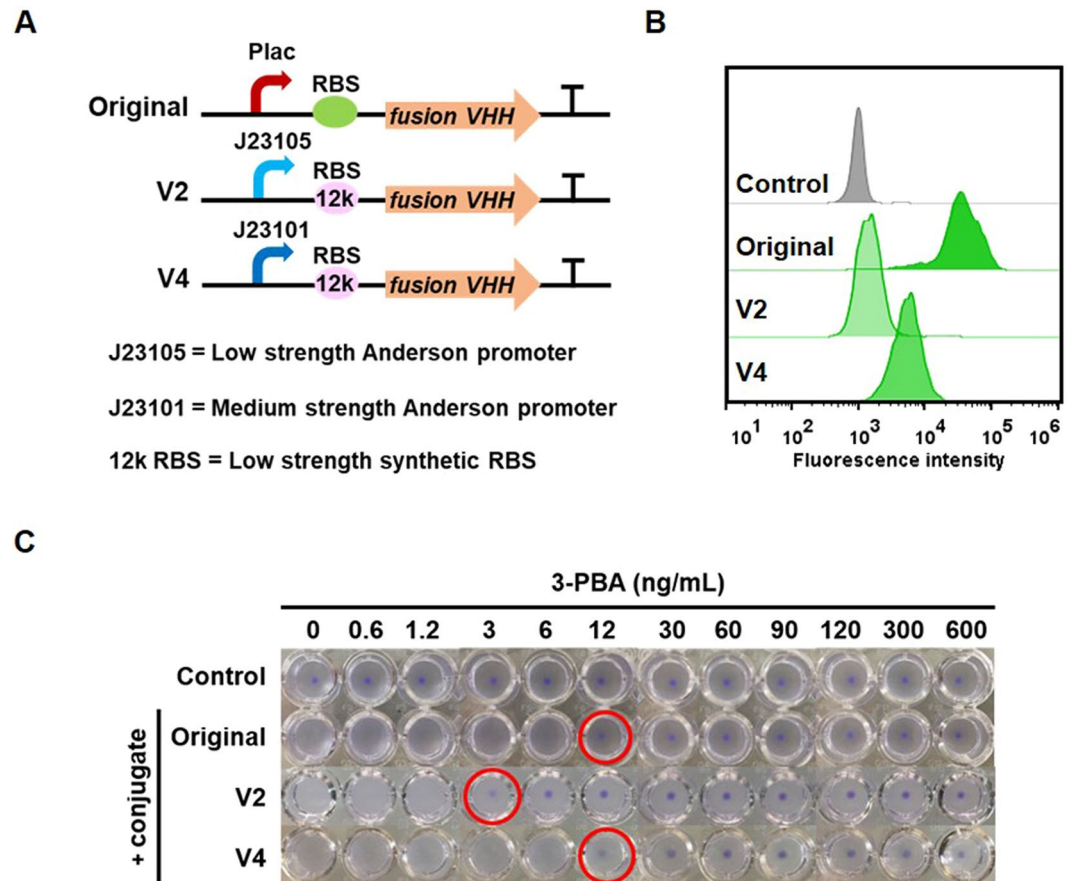 A
Plac
RBS
Original
fusion VHH
J23105
RBS
V2
12k
fusion VHH
J23101
RBS
V4
12k
fusion VHH
J23105 = Low strength Anderson promoter
J23101 = Medium strength Anderson promoter
12k RBS = Low strength synthetic RBS
B
Control
Original
V2
V4
10¹ 10² 10³ 10⁴ 10⁵ 10⁶
Fluorescence intensity
C
3-PBA (ng/mL)
0 0.6 1.2 3 6 12 30 60 90 120 300 600
Control
+ conjugate
Original
V2
V4